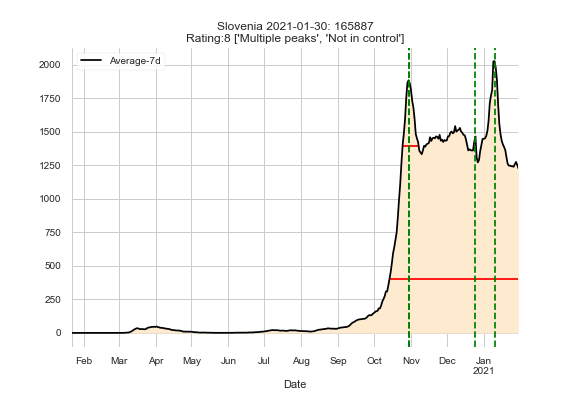 Slovenia 2021-01-30: 165887
Rating:8 ['Multiple peaks', 'Not in control']
Average-7d
2000
1750
1500
1250
1000
750
500
250
0
Feb Mar Apr May Jun Jul Aug Sep Oct Nov Dec Jan
2021
Date